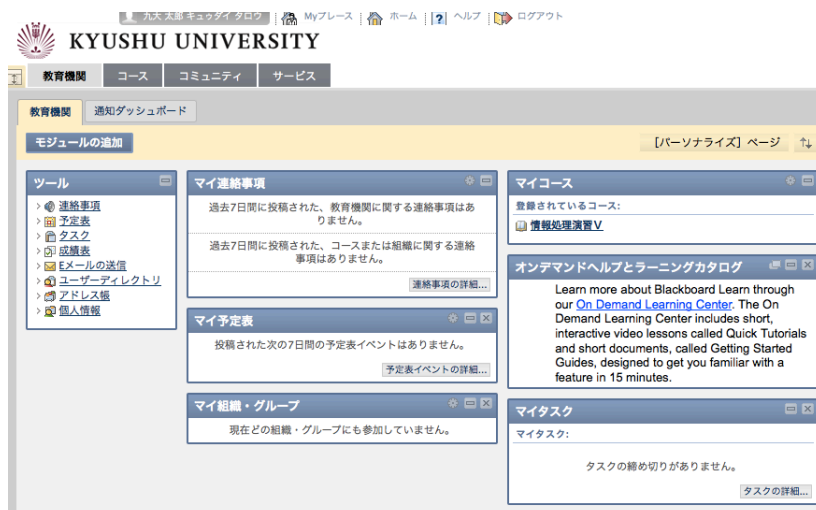 九大 太郎 キュウダイ タロウ Myプレース ホーム ? ヘルプ ログアウト
KYUSHU UNIVERSITY
教育機関 コース コミュニティ サービス
教育機関 通知ダッシュボード
モジュールの追加 [パーソナライズ] ページ
ツール
連絡事項
予定表
タスク
成績表
Eメールの送信
ユーザーディレクトリ
アドレス帳
個人情報
マイ連絡事項
過去7日間に投稿された、教育機関に関する連絡事項はあ
りません。
過去7日間に投稿された、コースまたは組織に関する連絡
事項はありません。
連絡事項の詳細...
マイ予定表
投稿された次の7日間の予定表イベントはありません。
予定表イベントの詳細...
マイ組織・グループ
現在どの組織・グループにも参加していません。
マイコース
登録されているコース:
情報処理演習Ⅴ
オンデマンドヘルプとラーニングカタログ
Learn more about Blackboard Learn through
our On Demand Learning Center. The On
Demand Learning Center includes short,
interactive video lessons called Quick Tutorials
and short documents, called Getting Started
Guides, designed to get you familiar with a
feature in 15 minutes.
マイタスク
マイタスク:
タスクの締め切りがありません。
タスクの詳細...